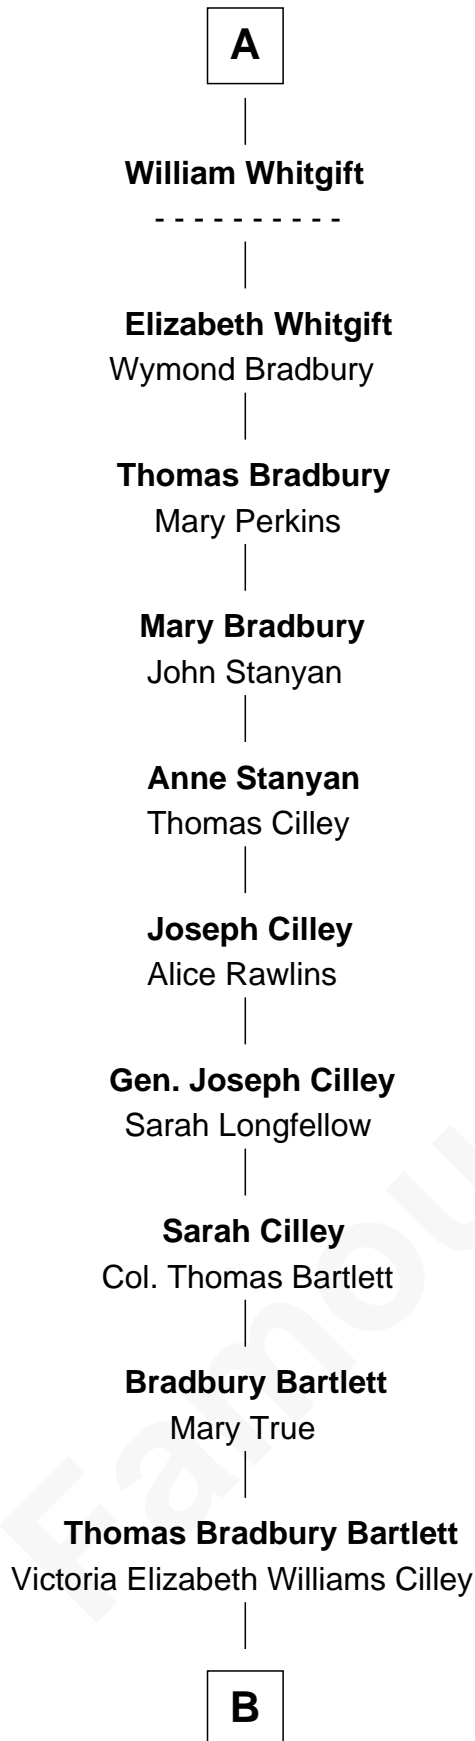 A
William Whitgift
- - - - - - - - - -
Elizabeth Whitgift
Wymond Bradbury
Thomas Bradbury
Mary Perkins
Mary Bradbury
John Stanyan
Anne Stanyan
Thomas Cilley
Joseph Cilley
Alice Rawlins
Gen. Joseph Cilley
Sarah Longfellow
Sarah Cilley
Col. Thomas Bartlett
Bradbury Bartlett
Mary True
Thomas Bradbury Bartlett
Victoria Elizabeth Williams Cilley
B
Famou